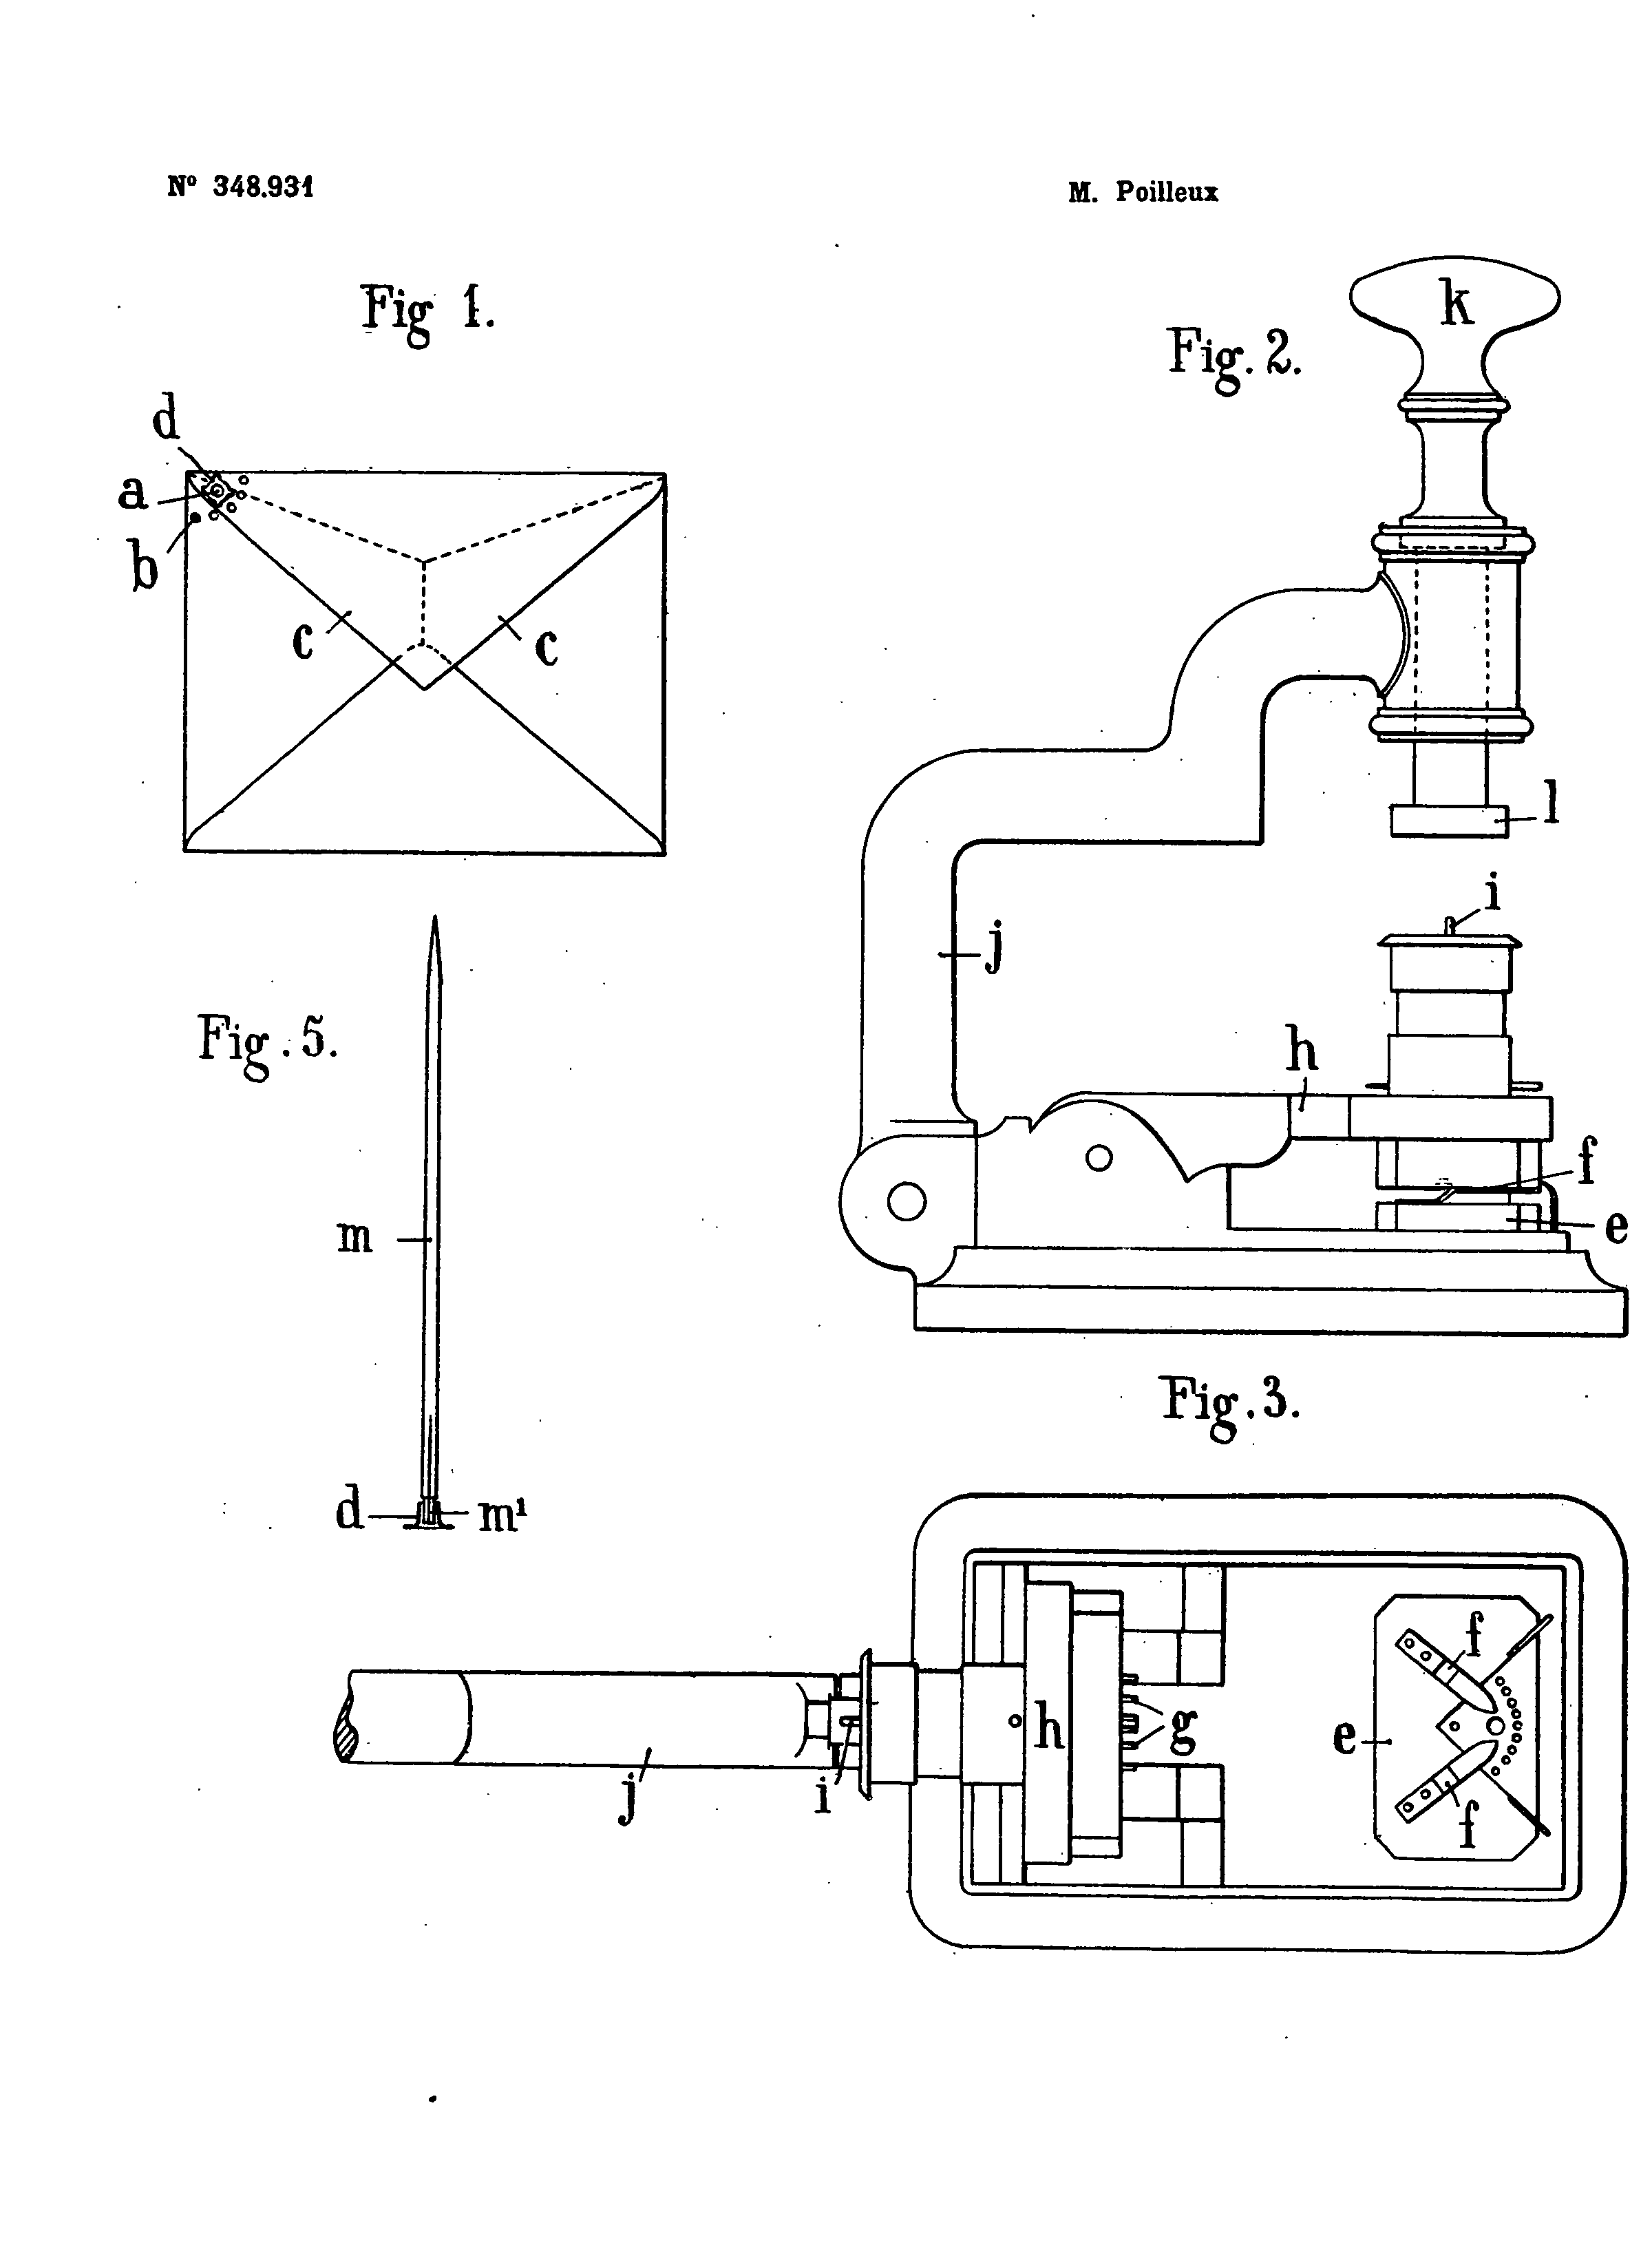 Nº 348.931
M. Poilleux
Fig 1.
d
a
b
c
c
Fig. 2.
k
l
i
j
h
f
e
Fig. 5.
m
d
m¹
Fig. 3.
f
h
g
e
i
j
f